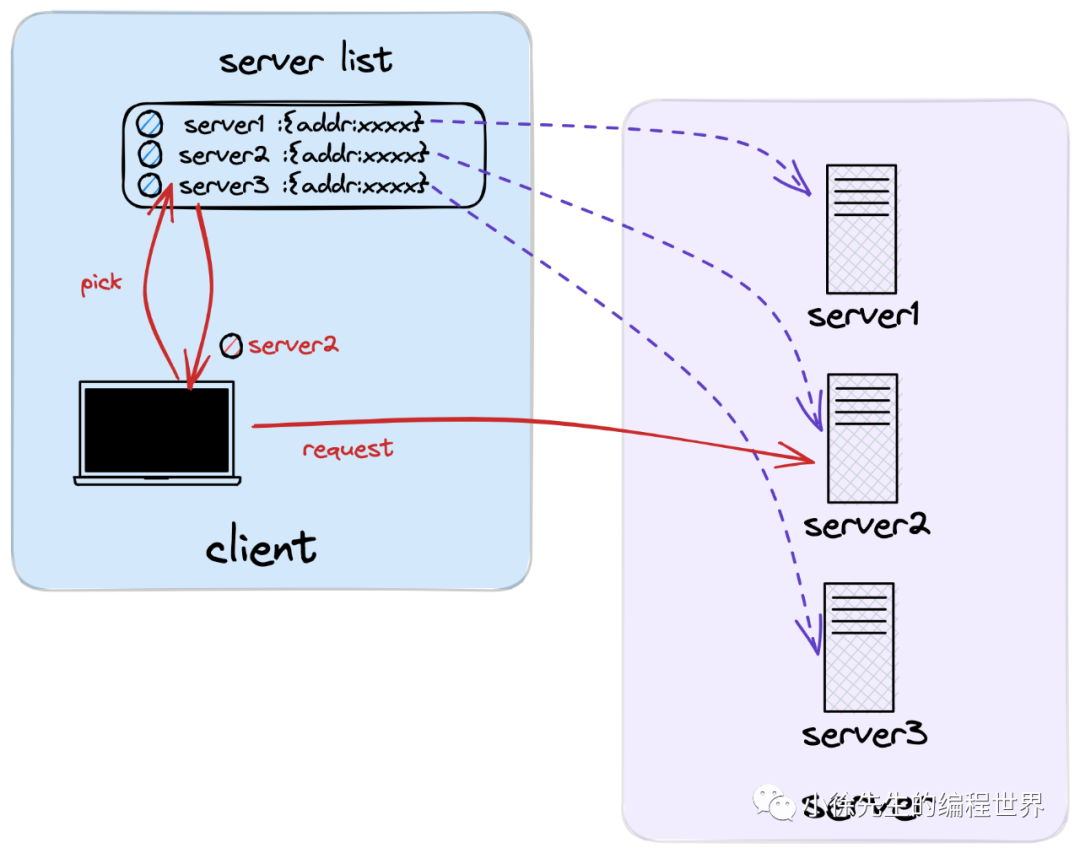 server list
server1 :{addr:xxxx}
server2 :{addr:xxxx}
server3 :{addr:xxxx}
pick
server2
request
client
server1
server2
server3
server
小徐先生的编程世界